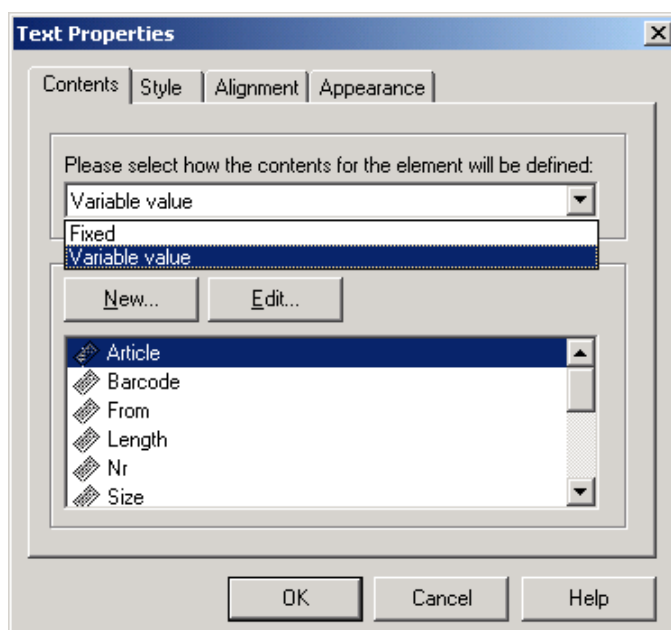 Text Properties
Contents Style Alignment Appearance
Please select how the contents for the element will be defined:
Variable value
Fixed
Variable value
New... Edit...
Article
Barcode
From
Length
Nr
Size
OK Cancel Help